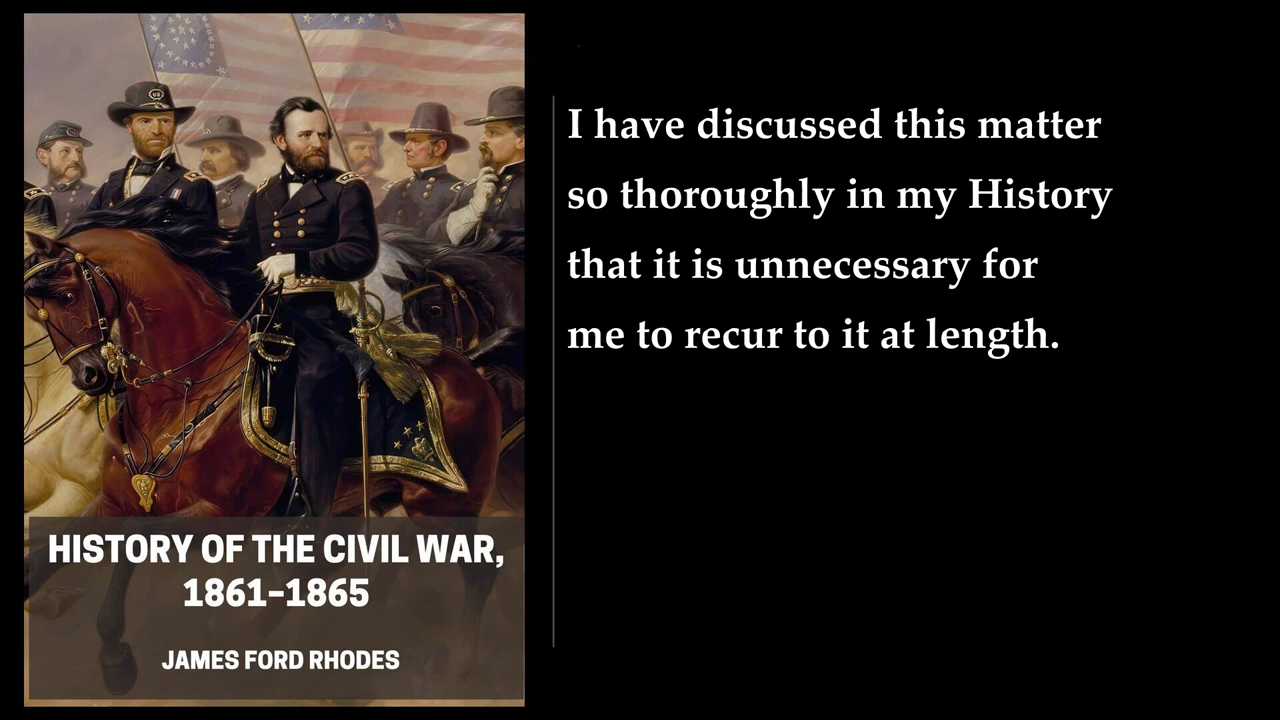 HISTORY OF THE CIVIL WAR,
1861–1865
JAMES FORD RHODES
I have discussed this matter
so thoroughly in my History
that it is unnecessary for
me to recur to it at length.